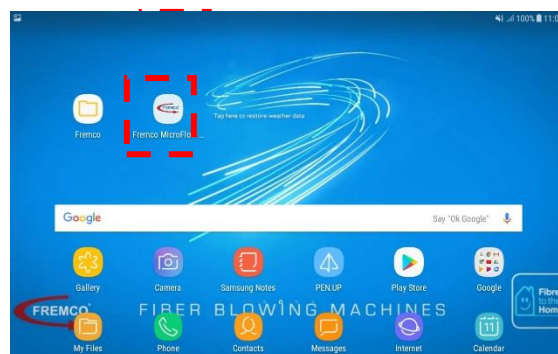 100% 11:0
Tap here to restore weather data
Fremco
Fremco MicroFlo...
Google
Say "Ok Google"
Gallery
Camera
Samsung Notes
PEN.UP
Play Store
Google
FREMCO
FIBER BLOWING MACHINES
Fibre
to the
Home
My Files
Phone
Contacts
Messages
Internet
11
Calendar